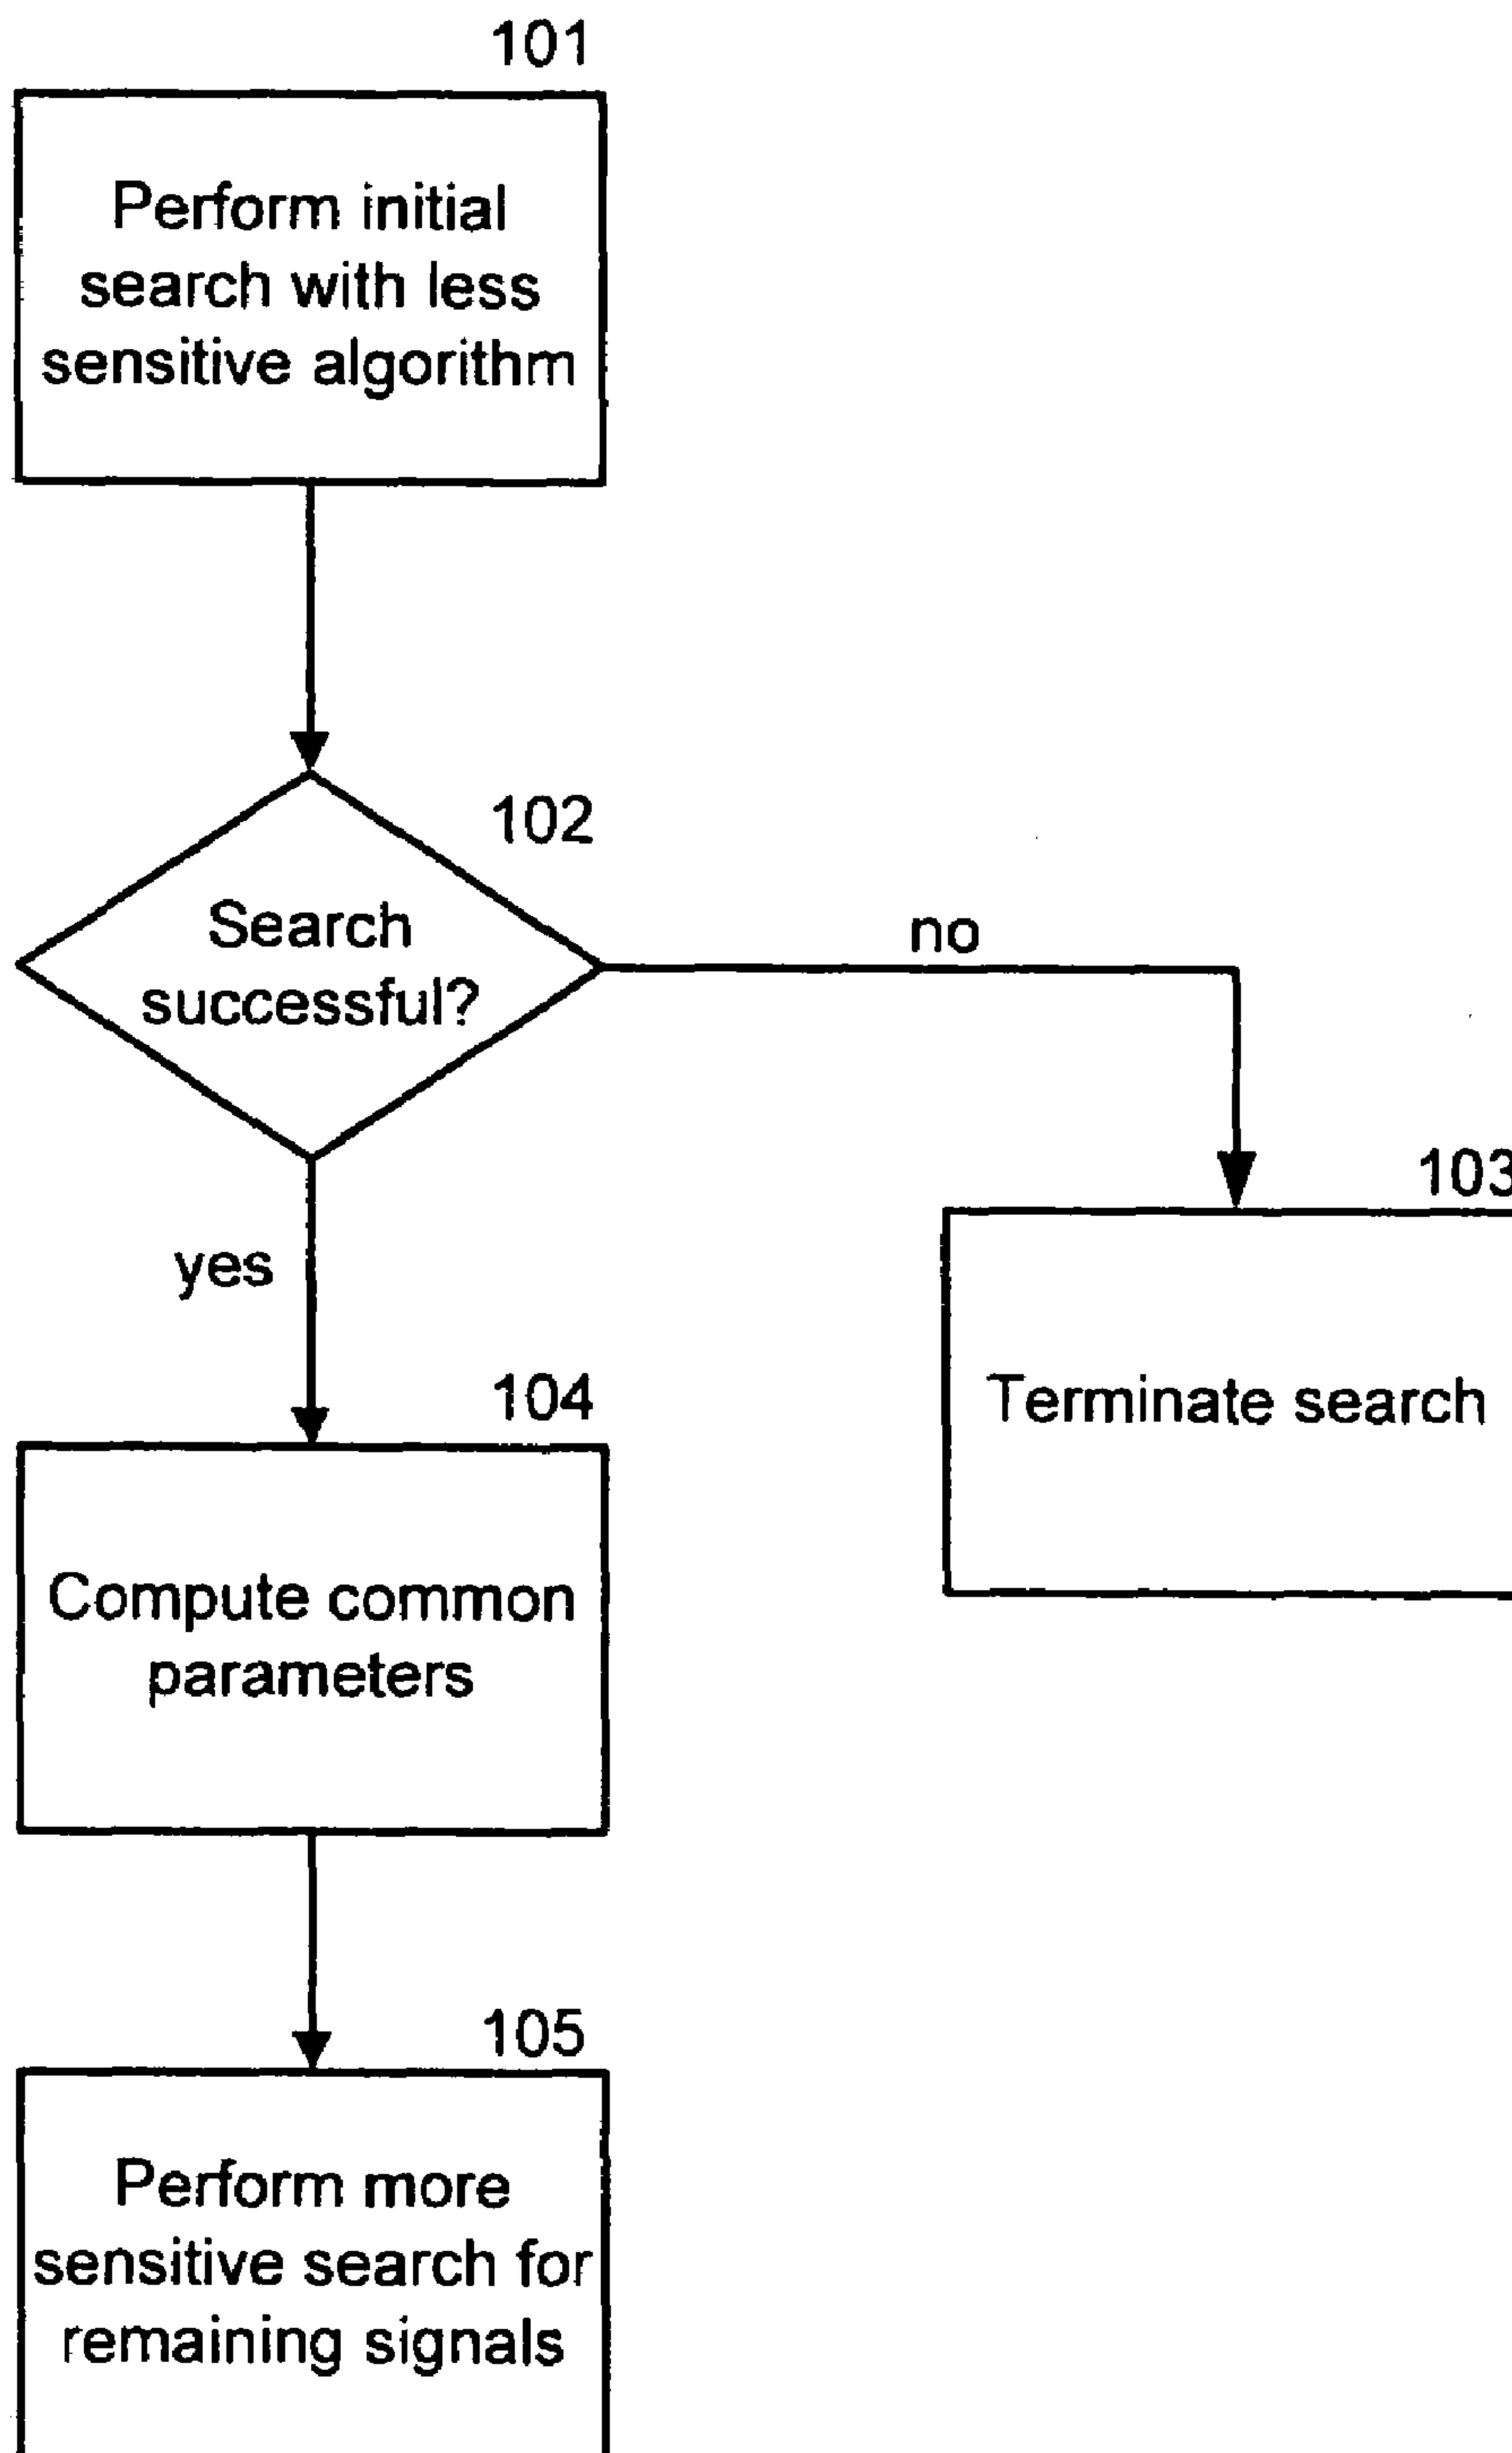 101
Perform initial
search with less
sensitive algorithm
102
Search
successful?
no
yes
103
Terminate search
104
Compute common
parameters
105
Perform more
sensitive search for
remaining signals